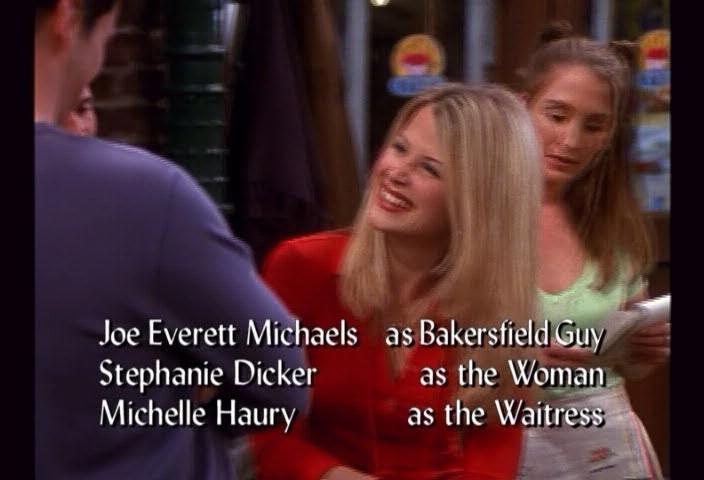 Joe Everett Michaels as Bakersfield Guy
Stephanie Dicker as the Woman
Michelle Haury as the Waitress